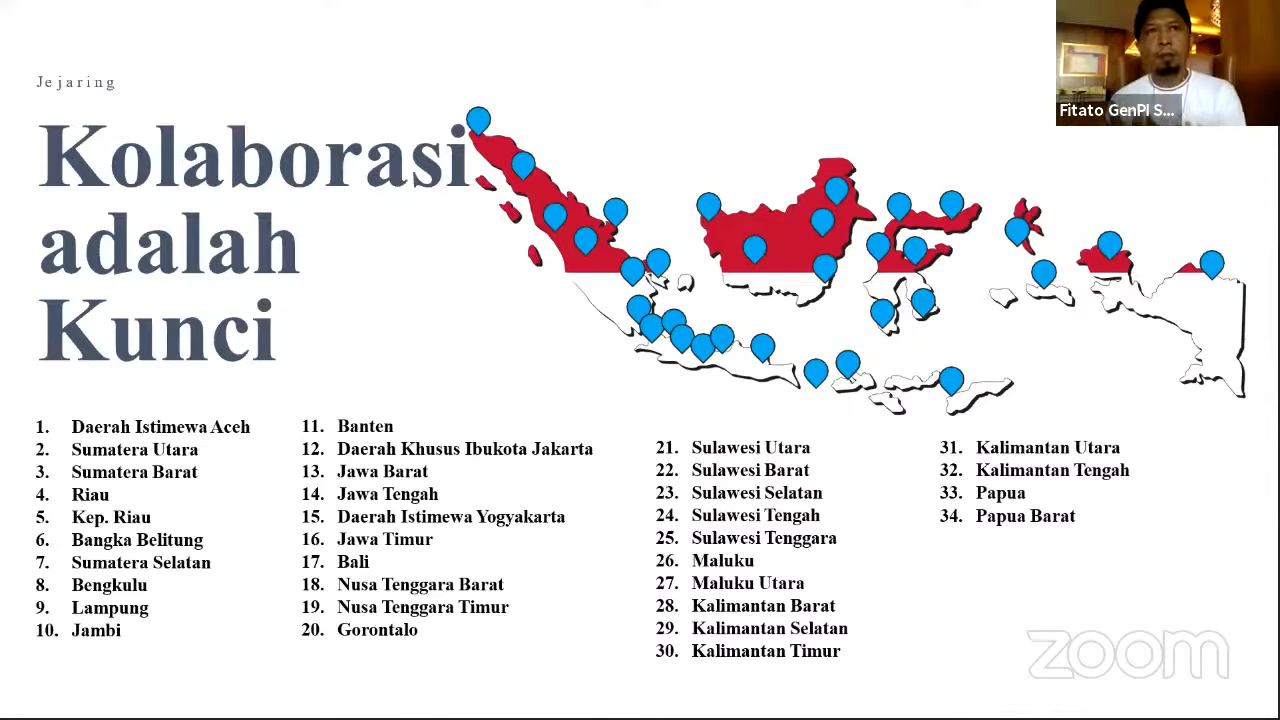 Jejaring
Kolaborasi
adalah
Kunci
1. Daerah Istimewa Aceh
2. Sumatera Utara
3. Sumatera Barat
4. Riau
5. Kep. Riau
6. Bangka Belitung
7. Sumatera Selatan
8. Bengkulu
9. Lampung
10. Jambi
11. Banten
12. Daerah Khusus Ibukota Jakarta
13. Jawa Barat
14. Jawa Tengah
15. Daerah Istimewa Yogyakarta
16. Jawa Timur
17. Bali
18. Nusa Tenggara Barat
19. Nusa Tenggara Timur
20. Gorontalo
21. Sulawesi Utara
22. Sulawesi Barat
23. Sulawesi Selatan
24. Sulawesi Tengah
25. Sulawesi Tenggara
26. Maluku
27. Maluku Utara
28. Kalimantan Barat
29. Kalimantan Selatan
30. Kalimantan Timur
31. Kalimantan Utara
32. Kalimantan Tengah
33. Papua
34. Papua Barat
Fitato GenPI S...
zoom